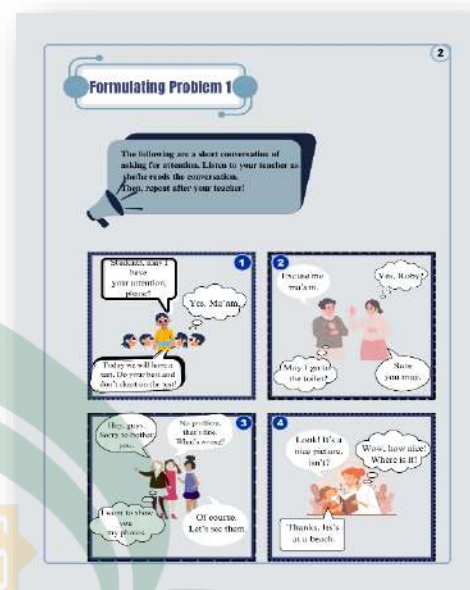 2
Formulating Problem 1
The following are a short conversation of
asking for attention. Listen to your teacher as
she/he reads the conversation.
Then, repeat after your teacher!
1
Students, may I
have
your attention,
please?
Yes, Ma'am.
Today we will have a
test. Do your best and
don't cheat on the test!
2
Excuse me
ma'am.
Yes, Roby?
May I go to
the toilet?
Sure
you may.
3
Hey, guys.
Sorry to bother
you.
No problem,
that's fine.
What's wrong?
I want to show
you
my photos.
Of course.
Let's see them.
4
Look! It's a
nice picture,
isn't?
Wow, how nice!
Where is it?
Thanks. Its's
at a beach.